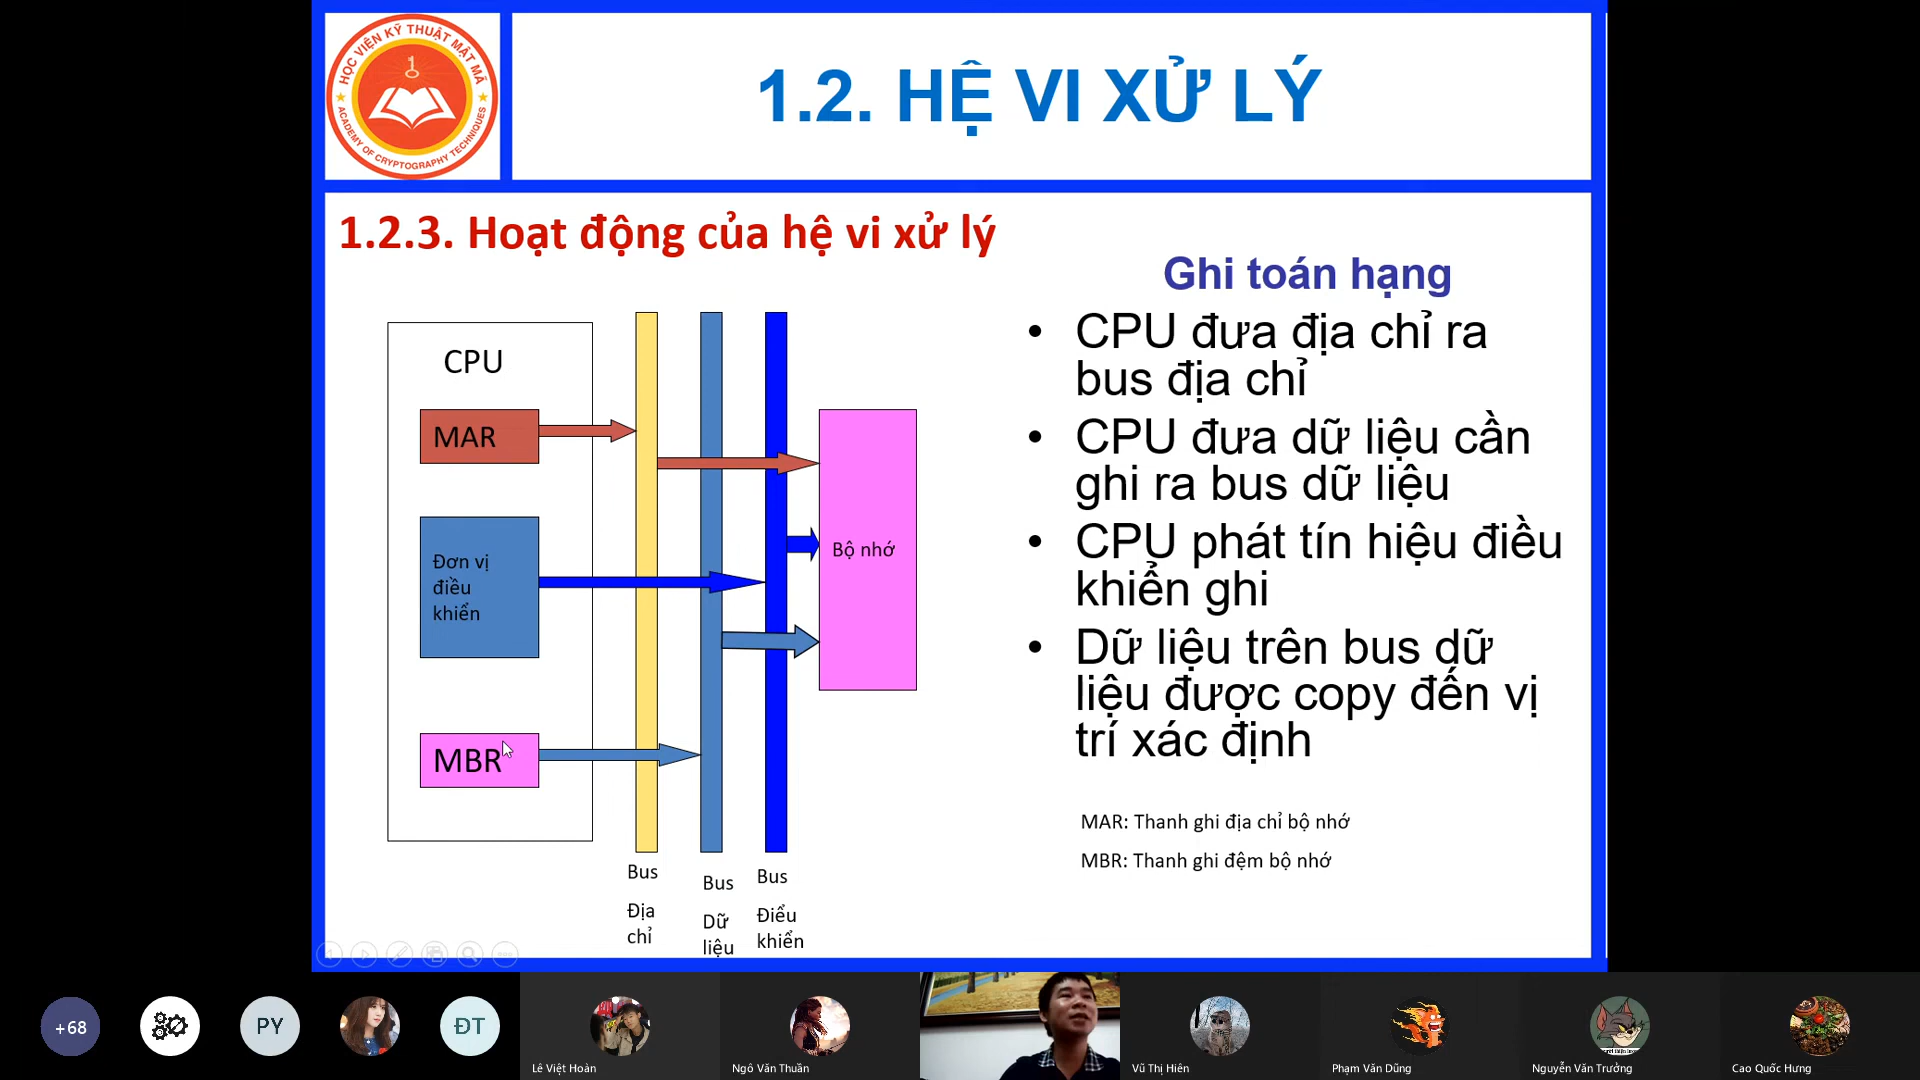 HỌC VIỆN KỸ THUẬT MẬT MÃ
ACADEMY OF CRYPTOGRAPHY TECHNIQUES
1.2. HỆ VI XỬ LÝ
1.2.3. Hoạt động của hệ vi xử lý
Ghi toán hạng
• CPU đưa địa chỉ ra
bus địa chỉ
• CPU đưa dữ liệu cần
ghi ra bus dữ liệu
• CPU phát tín hiệu điều
khiển ghi
• Dữ liệu trên bus dữ
liệu được copy đến vị
trí xác định
MAR: Thanh ghi địa chỉ bộ nhớ
MBR: Thanh ghi đệm bộ nhớ
CPU
MAR
Đơn vị
điều
khiển
MBR
Bộ nhớ
Bus
Địa
chỉ
Bus
Dữ
liệu
Bus
Điểu
khiển
+68
PY
ĐT
Lê Việt Hoàn
Ngô Văn Thuần
Vũ Thị Hiên
Phạm Văn Dũng
Nguyễn Văn Trưởng
Cao Quốc Hưng